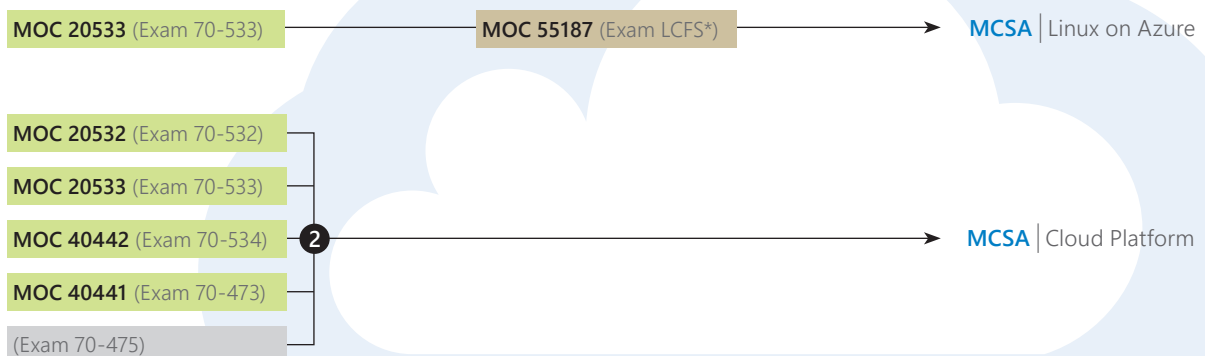 MOC 20533 (Exam 70-533) MOC 55187 (Exam LCFS*) MCSA | Linux on Azure
MOC 20532 (Exam 70-532)
MOC 20533 (Exam 70-533)
MOC 40442 (Exam 70-534) 2 MCSA | Cloud Platform
MOC 40441 (Exam 70-473)
(Exam 70-475)